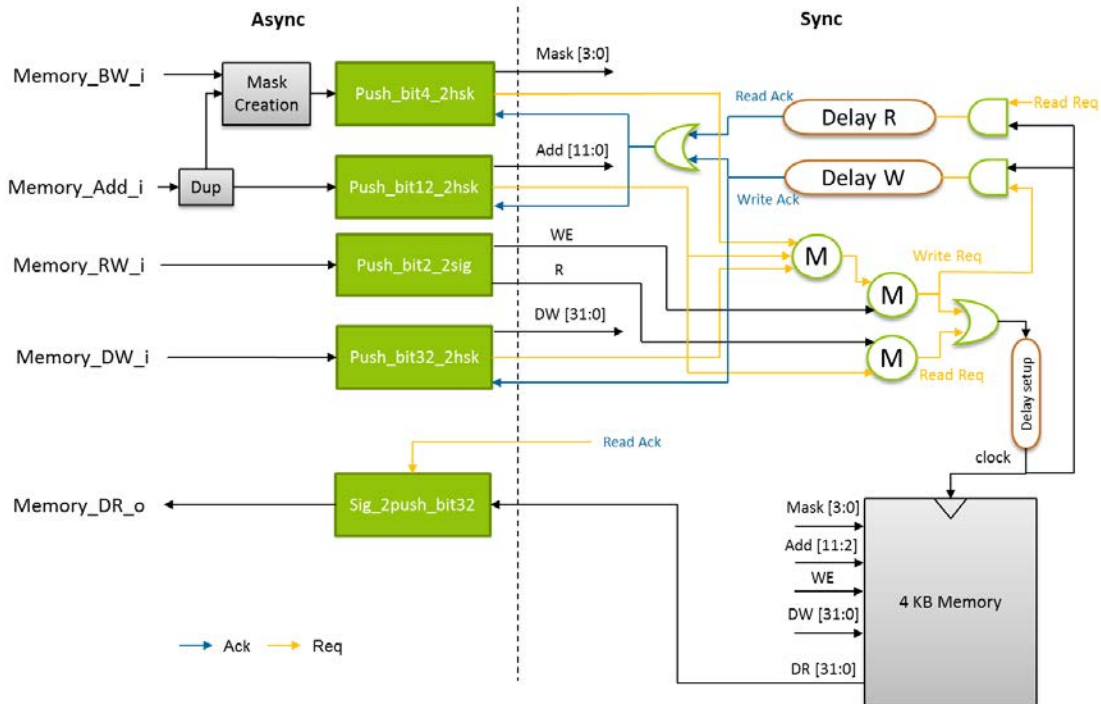 Async
Sync
Memory_BW_i
Mask
Creation
Push_bit4_2hsk
Mask [3:0]
Read Ack
Delay R
Read Req
Memory_Add_i
Dup
Push_bit12_2hsk
Add [11:0]
Write Ack
Delay W
Memory_RW_i
Push_bit2_2sig
WE
R
M
M
Write Req
Memory_DW_i
Push_bit32_2hsk
DW [31:0]
M
Read Req
Delay setup
Read Ack
clock
Memory_DR_o
Sig_2push_bit32
Mask [3:0]
Add [11:2]
WE
DW [31:0]
DR [31:0]
4 KB Memory
Ack
Req